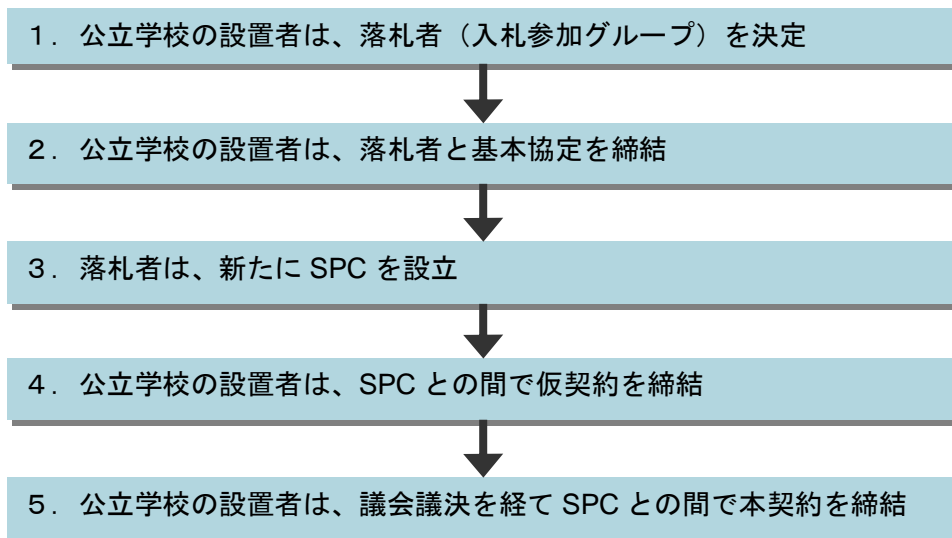 １．公立学校の設置者は、落札者（入札参加グループ）を決定
２．公立学校の設置者は、落札者と基本協定を締結
３．落札者は、新たに SPC を設立
４．公立学校の設置者は、SPC との間で仮契約を締結
５．公立学校の設置者は、議会議決を経て SPC との間で本契約を締結